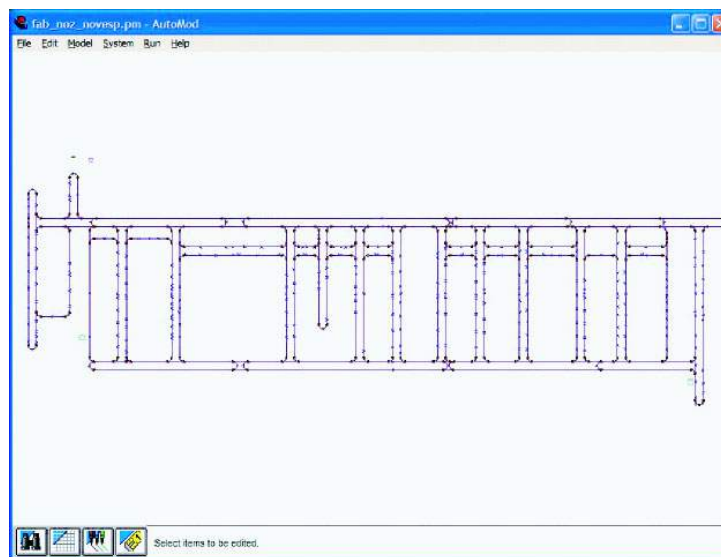 fab_noz_novesp.pm - AutoMod
File Edit Model System Run Help
Select items to be edited.